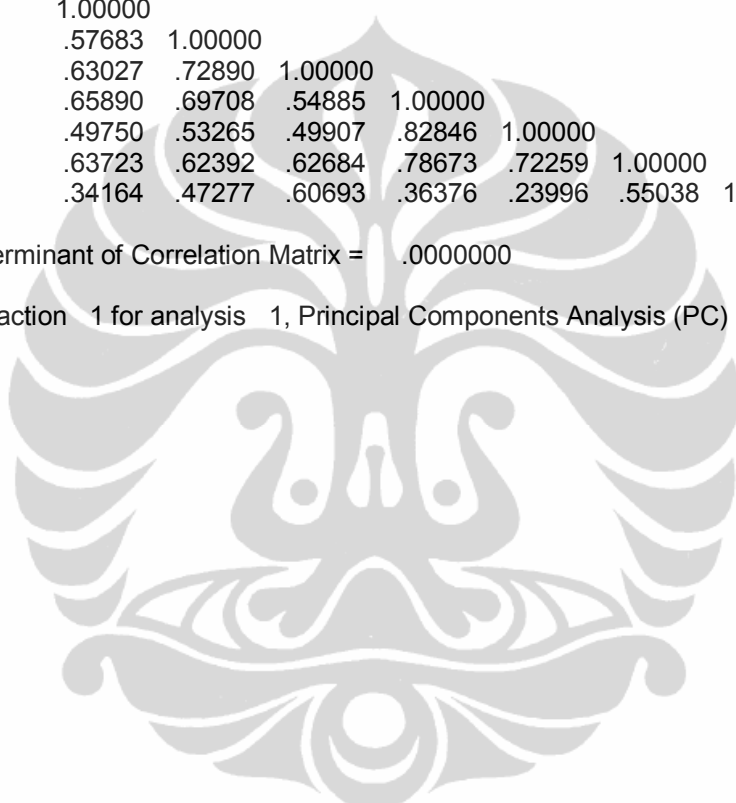 1.00000
.57683 1.00000
.63027 .72890 1.00000
.65890 .69708 .54885 1.00000
.49750 .53265 .49907 .82846 1.00000
.63723 .62392 .62684 .78673 .72259 1.00000
.34164 .47277 .60693 .36376 .23996 .55038 1
erminant of Correlation Matrix = .0000000
action 1 for analysis 1, Principal Components Analysis (PC)